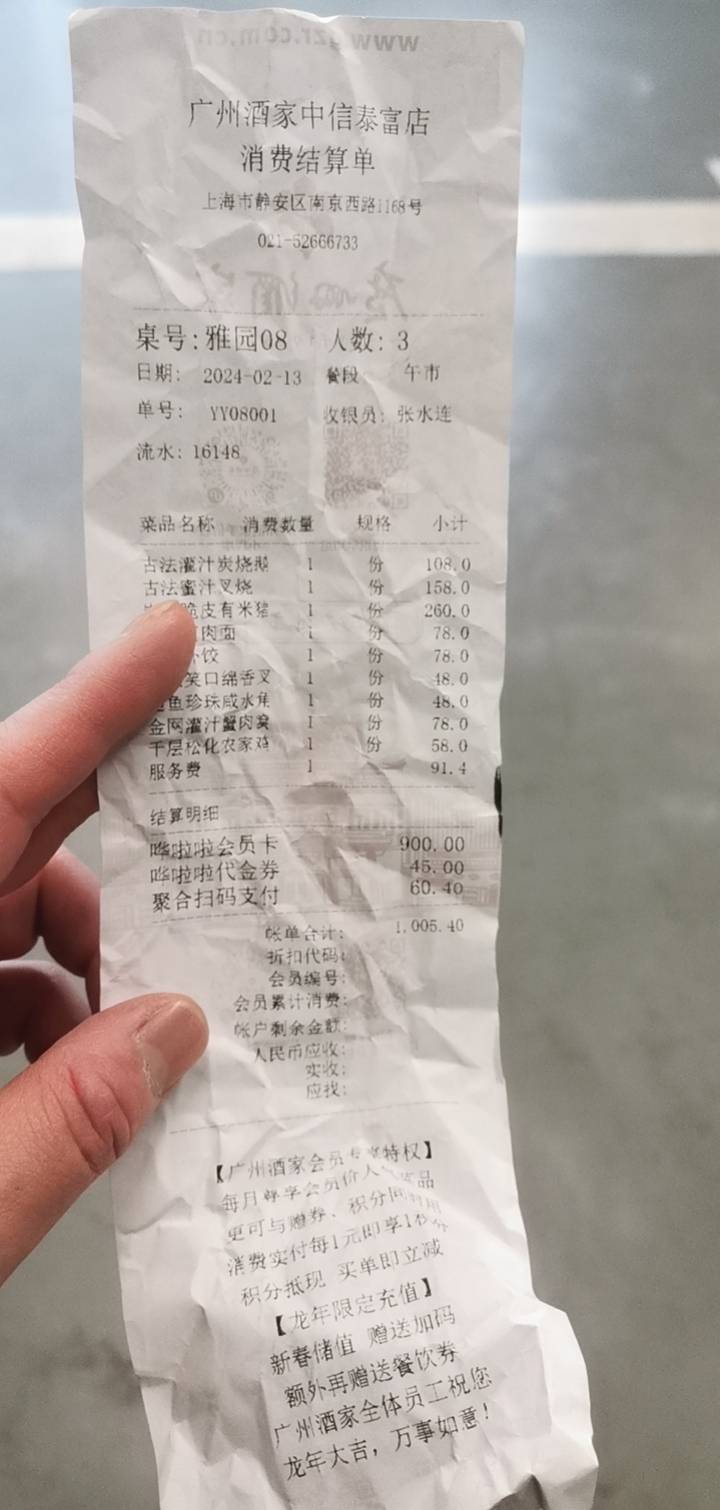 广州酒家中信泰富店
消费结算单
上海市静安区南京西路1168号
021-52666733
桌号:雅园08 人数: 3
日期: 2024-02-13 餐段 午市
单号: YY08001 收银员: 张水连
流水: 16148
菜品名称 消费数量 规格 小计
古法灌汁炭烧鹅 1 份 108.0
古法蜜汁叉烧 1 份 158.0
脆皮有米猪 1 份 260.0
肉面 1 份 78.0
饺 1 份 78.0
笑口绵香叉 1 份 48.0
鱼珍珠咸水角 1 份 48.0
金网灌汁蟹肉窝 1 份 78.0
千层松化农家鸡 1 份 58.0
服务费 1 91.4
结算明细
哗啦啦会员卡 900.00
哗啦啦代金券 45.00
聚合扫码支付 60.40
帐单合计: 1,005.40
折扣代码:
会员编号:
会员累计消费:
帐户剩余金额:
人民币应收:
实收:
应找:
【广州酒家会员专享特权】
每月尊享会员价人气菜品
更可与赠券、积分同时用
消费实付每1元即享1积分
积分抵现 买单即立减
【龙年限定充值】
新春储值 赠送加码
额外再赠送餐饮券
广州酒家全体员工祝您
龙年大吉，万事如意!